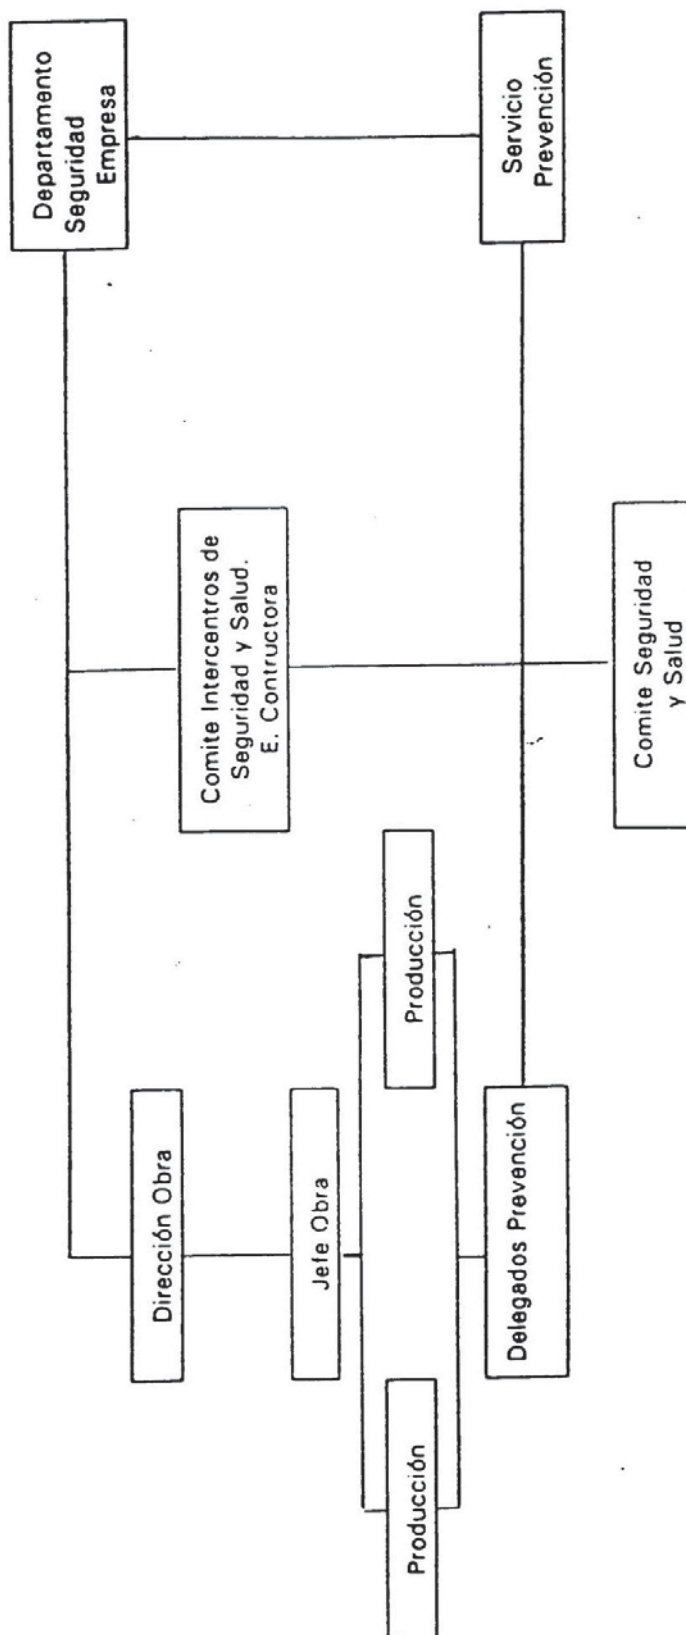 Departamento
Seguridad
Empresa
Comite Intercentros de
Seguridad y Salud.
E. Contructora
Dirección Obra
Jefe Obra
Producción
Producción
Delegados Prevención
Servicio
Prevención
Comite Seguridad
y Salud